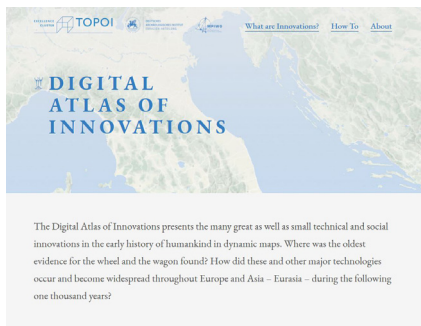 EXCELLENCE
CLUSTER
TOPOI
What are Innovations?
How To
About
DIGITAL
ATLAS OF
INNOVATIONS
The Digital Atlas of Innovations presents the many great as well as small technical and social
innovations in the early history of humankind in dynamic maps. Where was the oldest
evidence for the wheel and the wagon found? How did these and other major technologies
occur and become widespread throughout Europe and Asia – Eurasia – during the following
one thousand years?